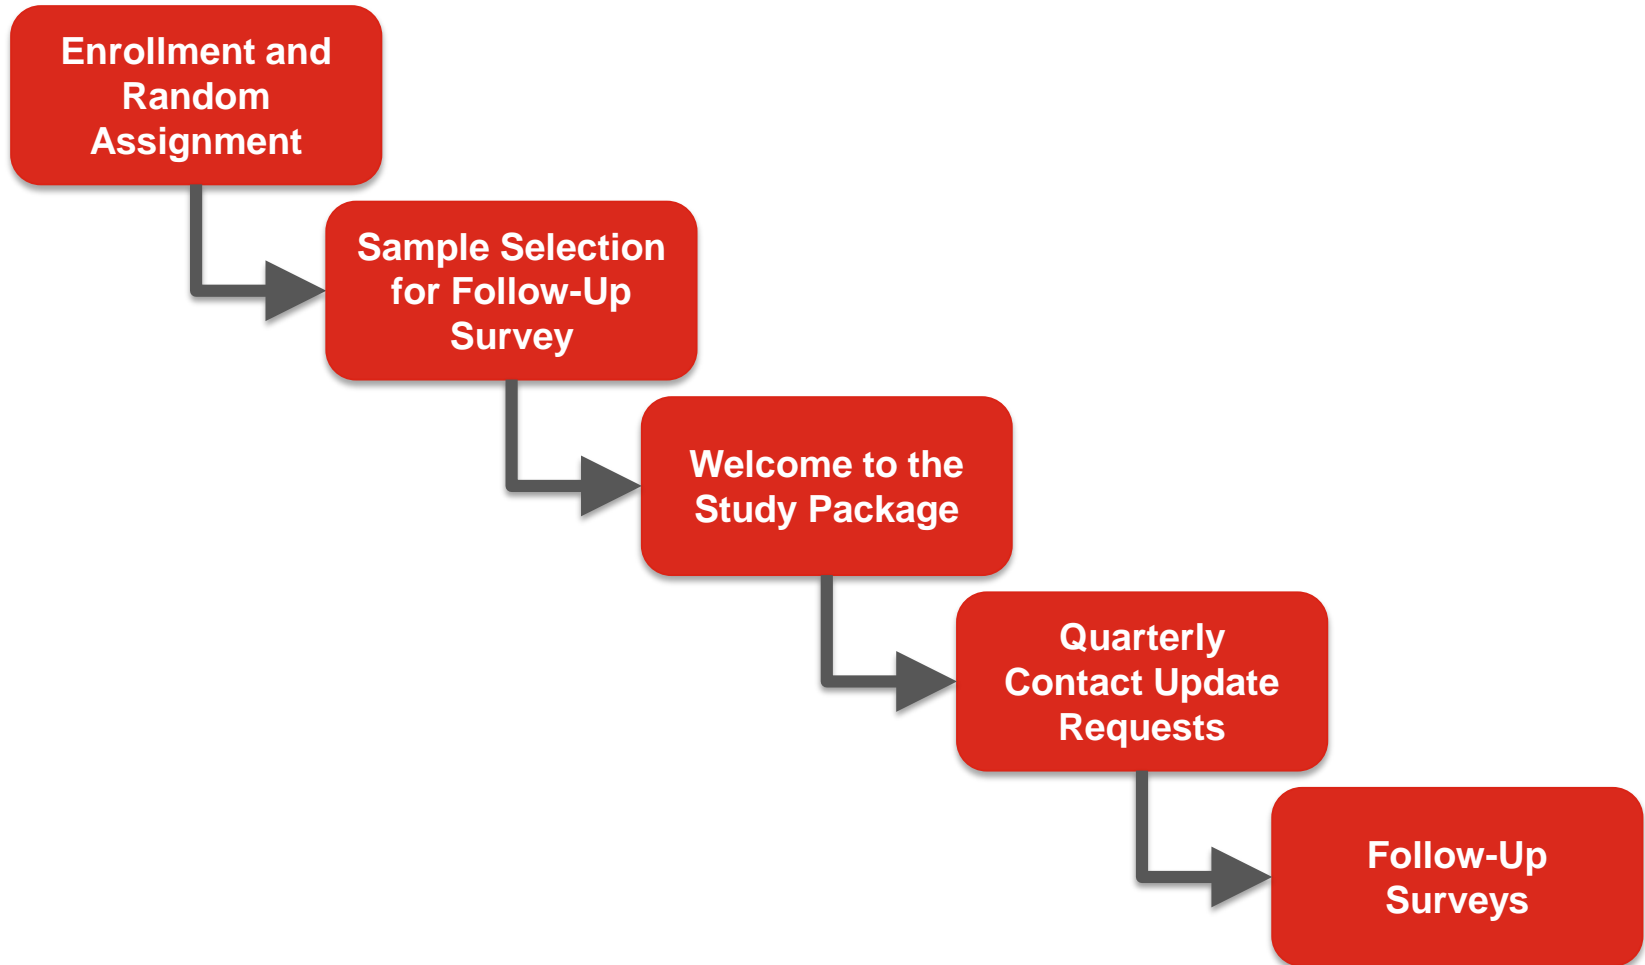 Enrollment and
Random
Assignment
Sample Selection
for Follow-Up
Survey
Welcome to the
Study Package
Quarterly
Contact Update
Requests
Follow-Up
Surveys